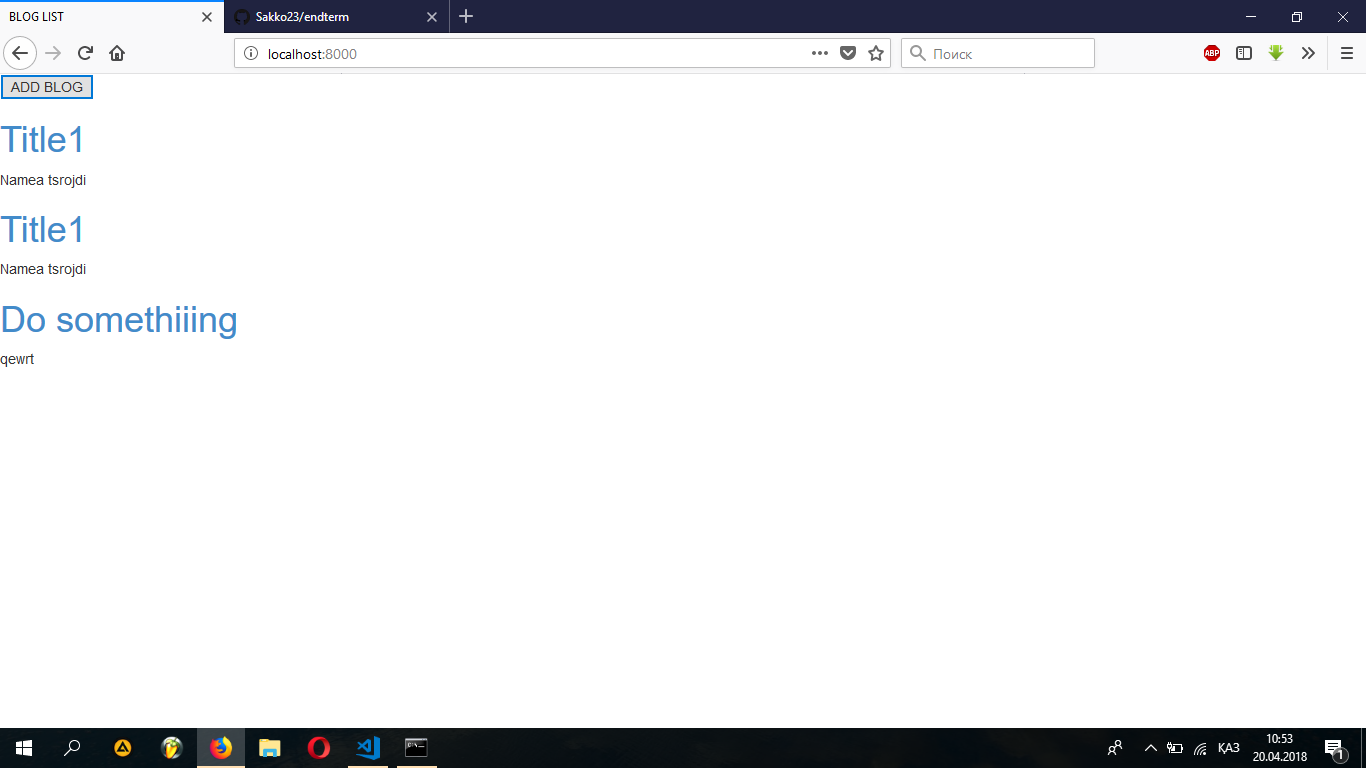 BLOG LIST
Sakko23/endterm
localhost:8000
Поиск
ABP
ADD BLOG
Title1
Namea tsrojdi
Title1
Namea tsrojdi
Do somethiiing
qewrt
ҚАЗ
10:53
20.04.2018
1